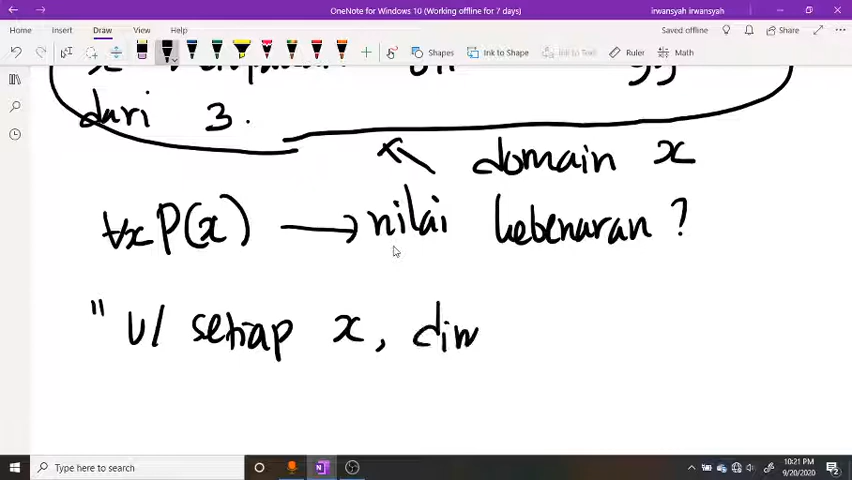 OneNote for Windows 10 (Working offline for 7 days)
irwansyah irwansyah
Home Insert Draw View Help
Saved offline
Shapes Ink to Shape Ink to Text Ruler Math
dari 3.
domain x
∀xP(x) → nilai kebenaran ?
" U/ setiap x, dim
Type here to search
10:21 PM
9/20/2020
2